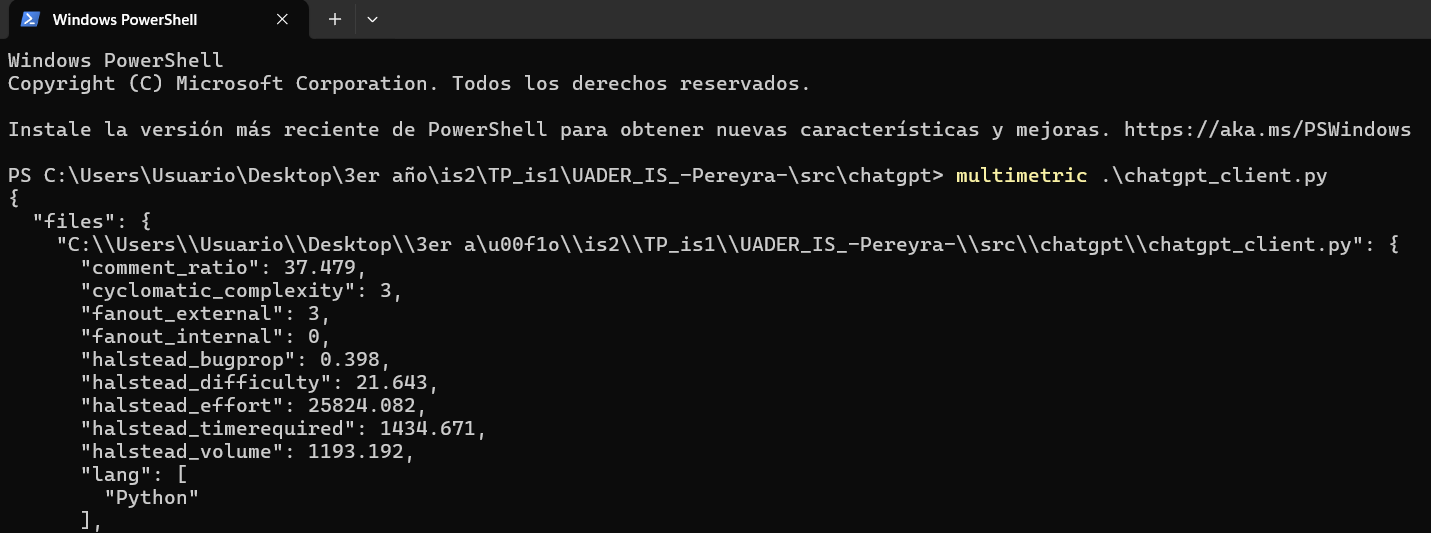 Windows PowerShell
Windows PowerShell
Copyright (C) Microsoft Corporation. Todos los derechos reservados.
Instale la versión más reciente de PowerShell para obtener nuevas características y mejoras. https://aka.ms/PSWindows
PS C:\Users\Usuario\Desktop\3er año\is2\TP_is1\UADER_IS_-Pereyra-\src\chatgpt> multimetric .\chatgpt_client.py
{
  "files": {
    "C:\\Users\\Usuario\\Desktop\\3er a\u00f1o\\is2\\TP_is1\\UADER_IS_-Pereyra-\\src\\chatgpt\\chatgpt_client.py": {
      "comment_ratio": 37.479,
      "cyclomatic_complexity": 3,
      "fanout_external": 3,
      "fanout_internal": 0,
      "halstead_bugprop": 0.398,
      "halstead_difficulty": 21.643,
      "halstead_effort": 25824.082,
      "halstead_timerequired": 1434.671,
      "halstead_volume": 1193.192,
      "lang": [
        "Python"
      ],